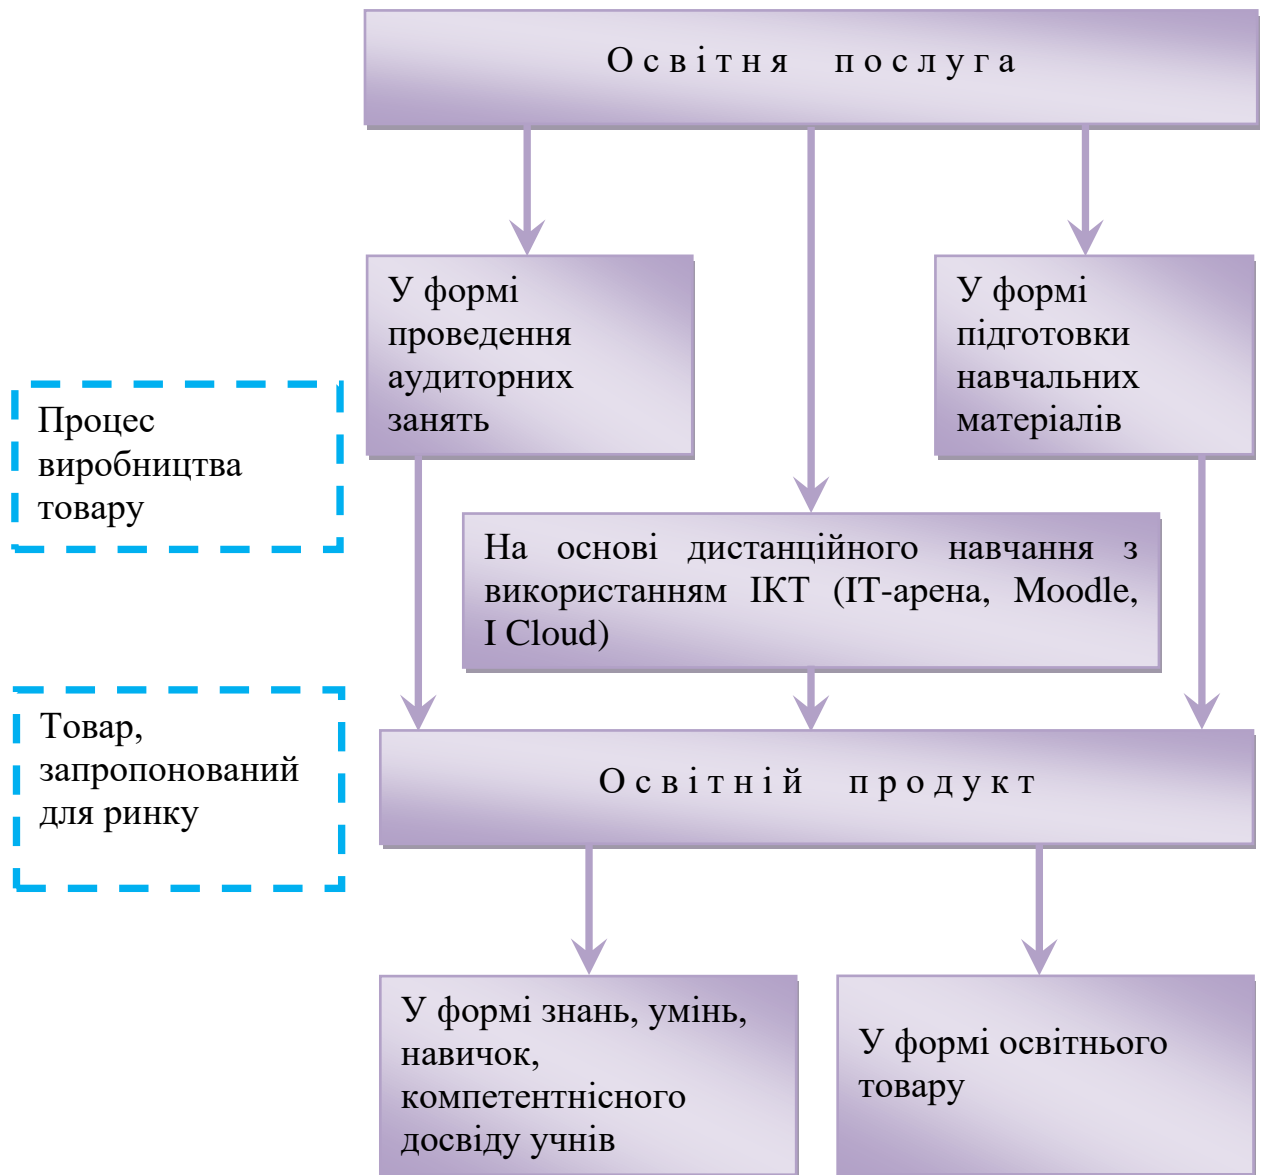 Освітня послуга
У формі
проведення
аудиторних
занять
У формі
підготовки
навчальних
матеріалів
Процес
виробництва
товару
На основі дистанційного навчання з
використанням ІКТ (ІТ-арена, Moodle,
I Cloud)
Товар,
запропонований
для ринку
Освітній продукт
У формі знань, умінь,
навичок,
компетентнісного
досвіду учнів
У формі освітнього
товару